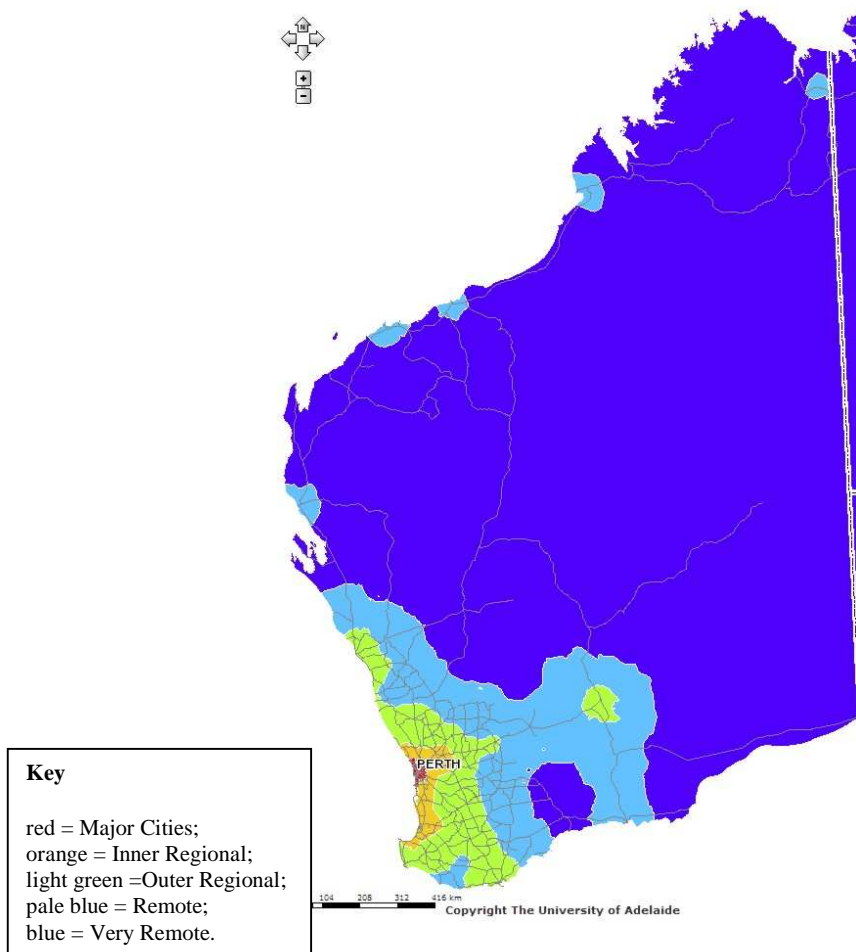 N
+
−
PERTH
Key
red = Major Cities;
orange = Inner Regional;
light green =Outer Regional;
pale blue = Remote;
blue = Very Remote.
104 208 312 416 km
Copyright The University of Adelaide